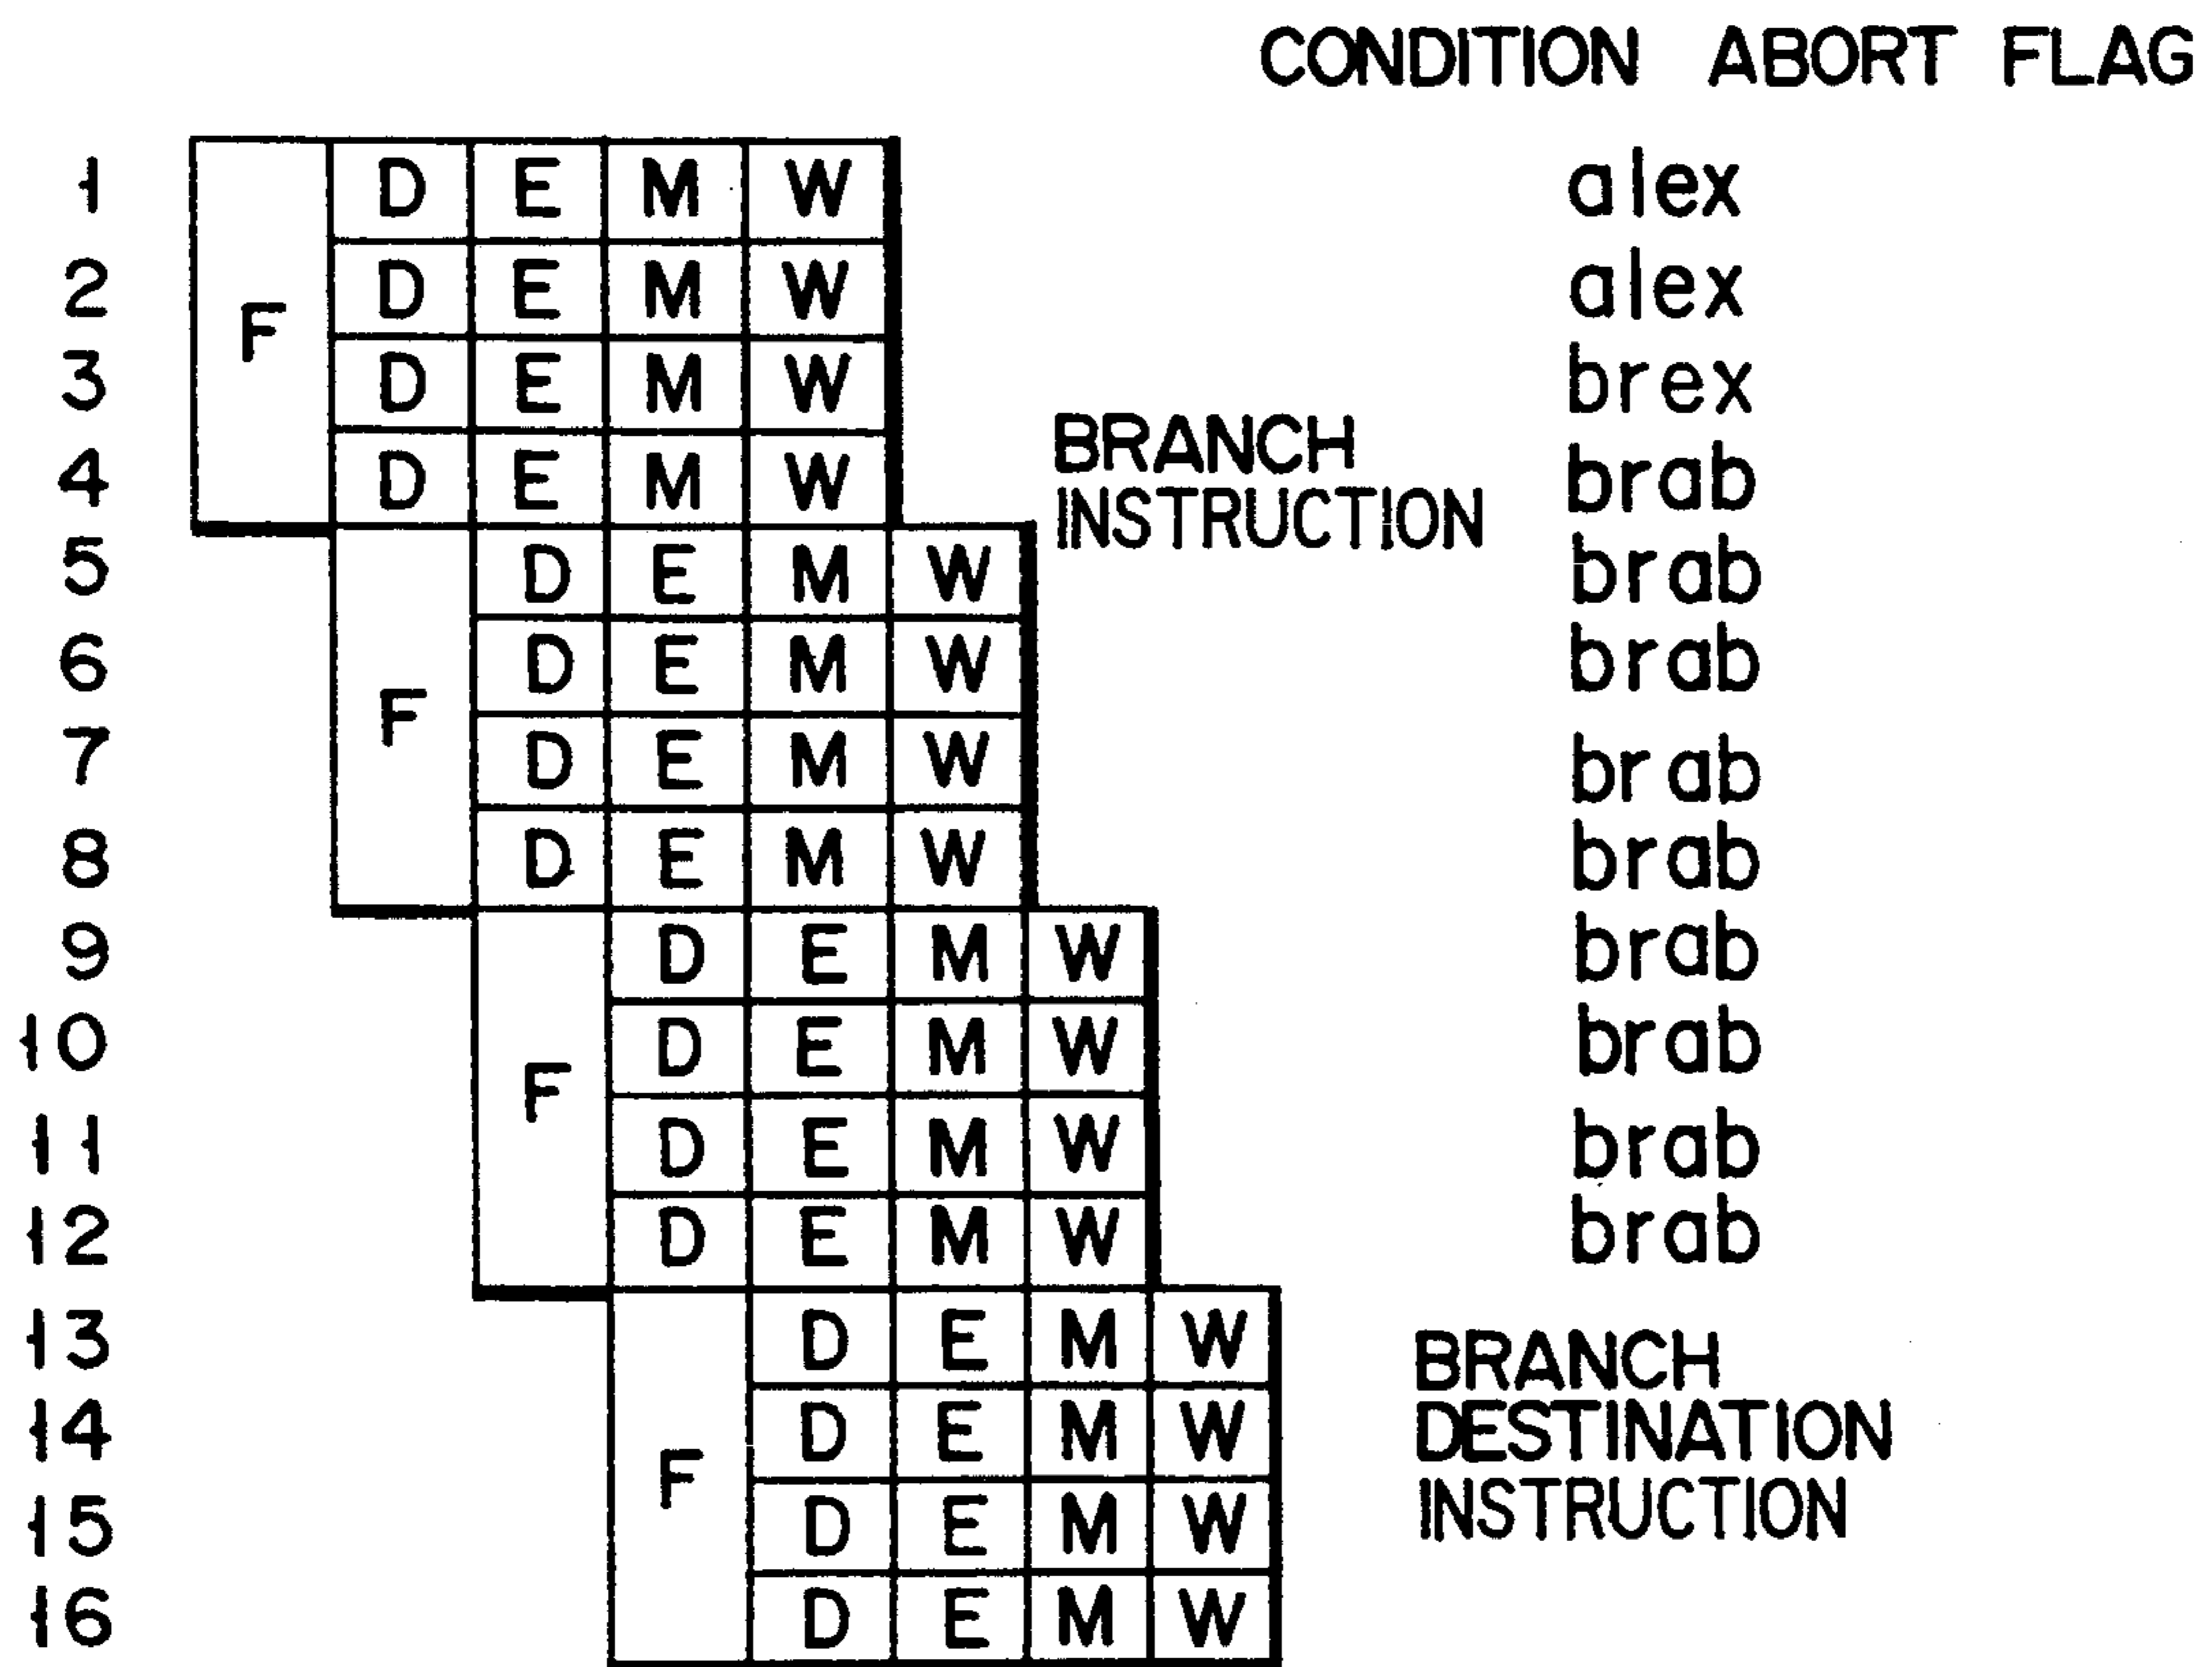 CONDITION ABORT FLAG
1 D E M W alex
2 D E M W alex
F
3 D E M W brex
4 D E M W brab
BRANCH
INSTRUCTION
5 D E M W brab
6 D E M W brab
F
7 D E M W brab
8 D E M W brab
9 D E M W brab
10 D E M W brab
F
11 D E M W brab
12 D E M W brab
13 D E M W
14 D E M W
F
15 D E M W
16 D E M W
BRANCH
DESTINATION
INSTRUCTION